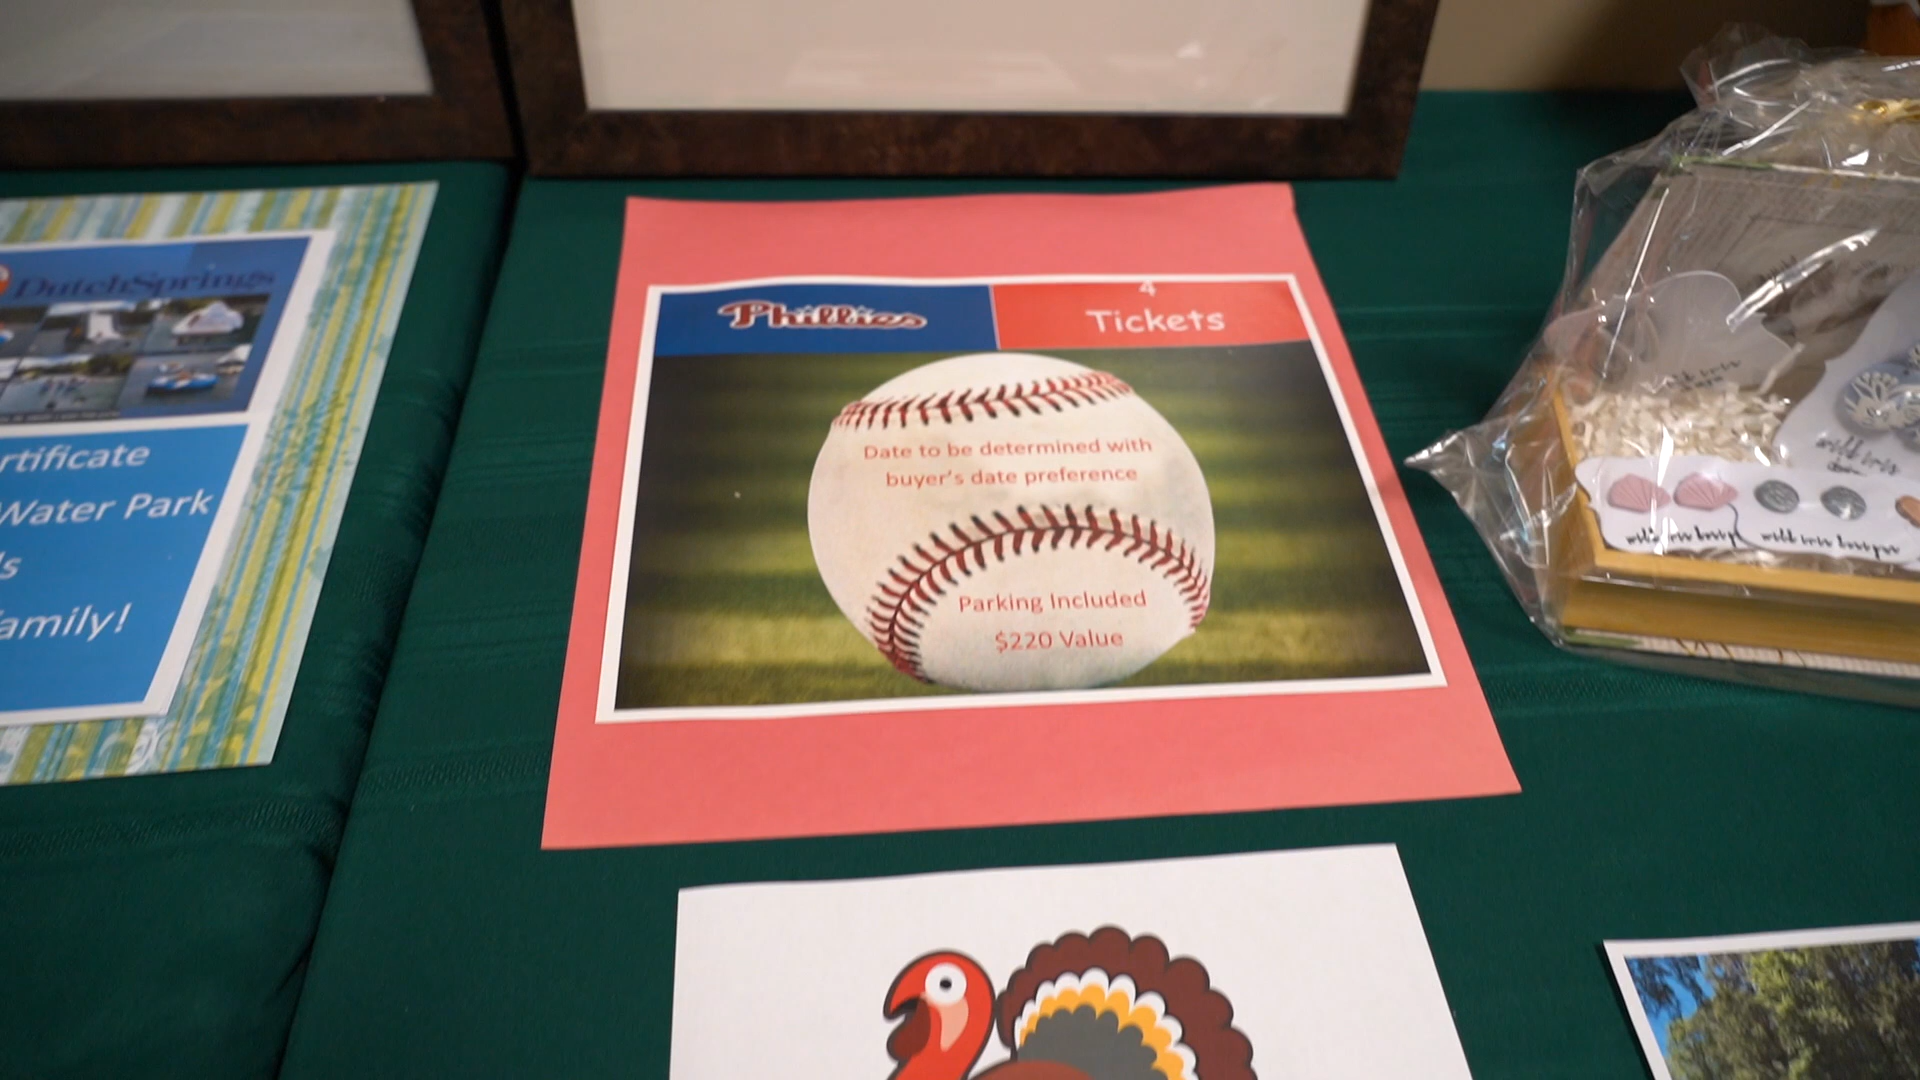 DutchSprings
rtificate
Water Park
ls
amily!
Phillies
4
Tickets
Date to be determined with
buyer's date preference
Parking Included
$220 Value